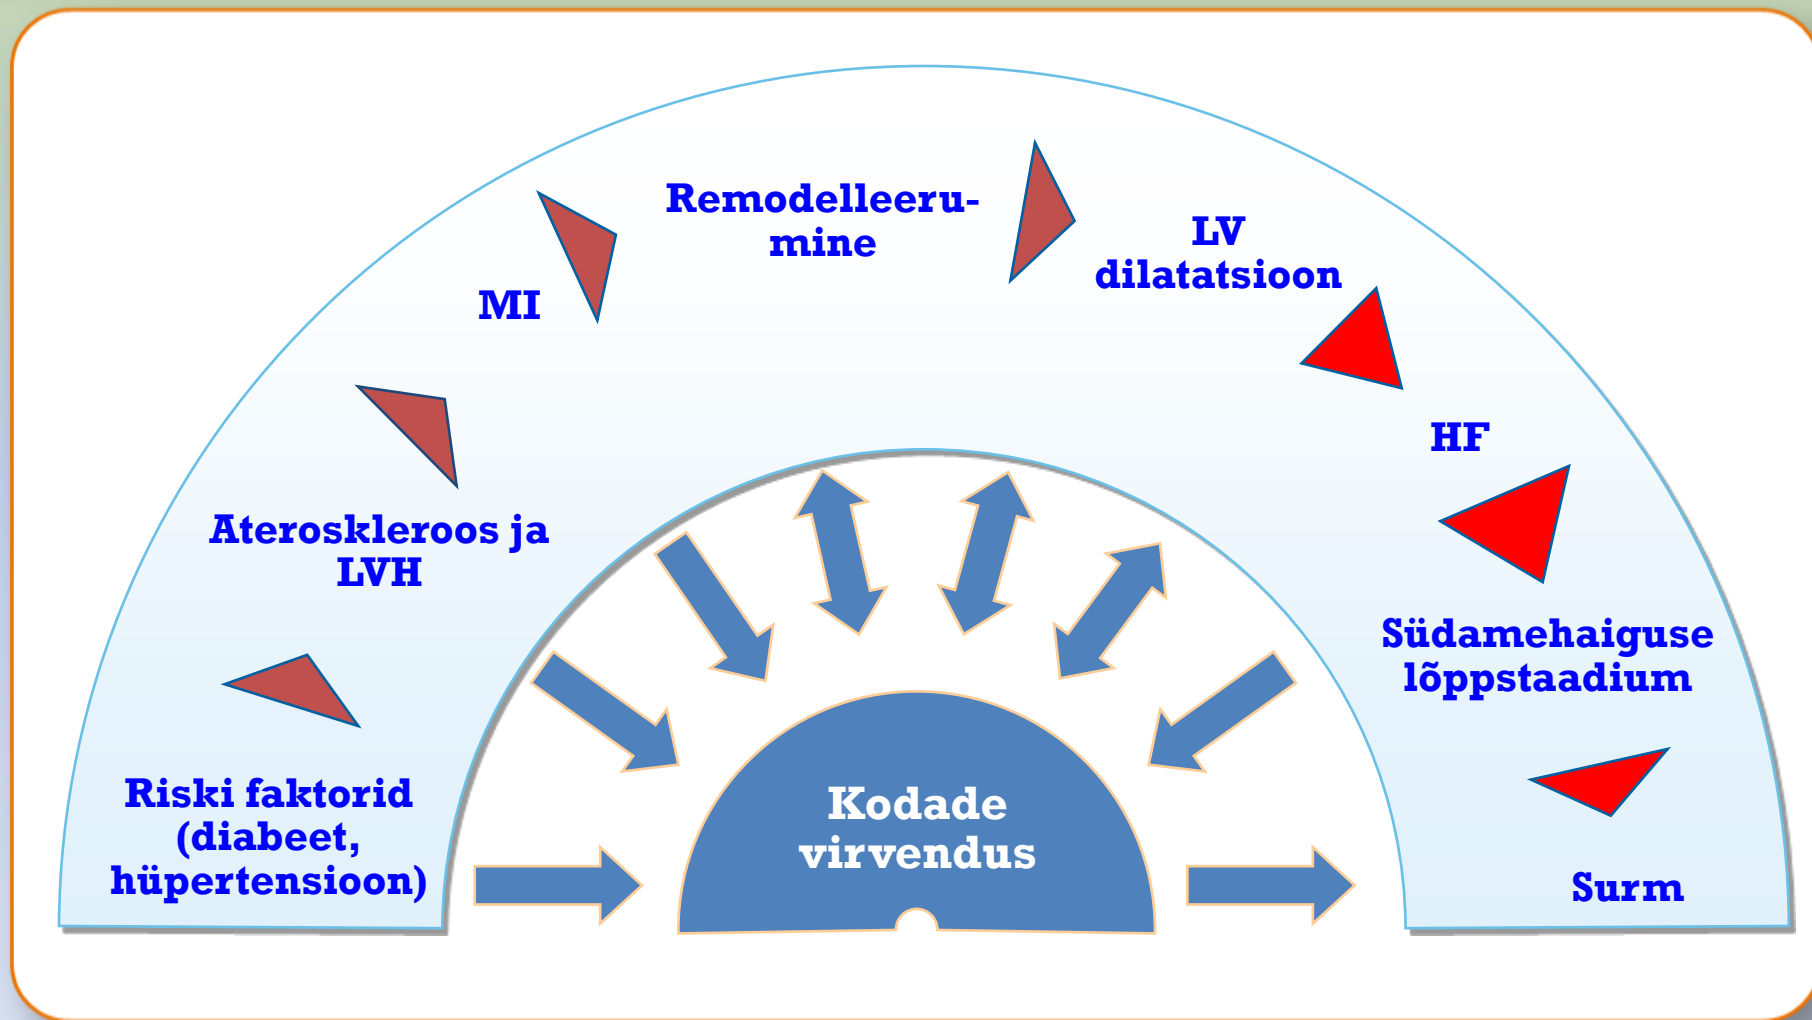 Remodelleeru-
mine
LV
dilatatsioon
MI
HF
Ateroskleroos ja
LVH
Südamehaiguse
lõppstaadium
Riski faktorid
(diabeet,
hüpertensioon)
Kodade
virvendus
Surm